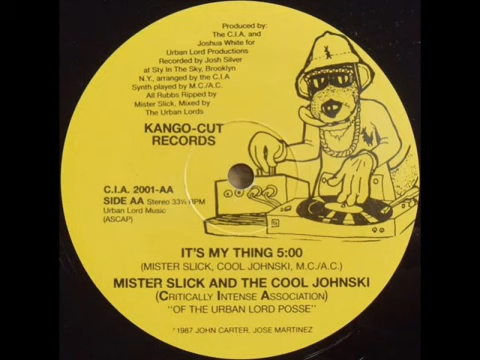 Produced by:
The C.I.A. and
Joshua White for
Urban Lord Productions
Recorded by Josh Silver
at Sty In The Sky, Brooklyn
N.Y., arranged by the C.I.A
Synth played by M.C./A.C.
All Rubbs Ripped by
Mister Slick, Mixed by
The Urban Lords
KANGO-CUT
RECORDS
C.I.A. 2001-AA
SIDE AA Stereo 33⅓ RPM
Urban Lord Music
(ASCAP)
IT'S MY THING 5:00
(MISTER SLICK, COOL JOHNSKI, M.C./A.C.)
MISTER SLICK AND THE COOL JOHNSKI
(CRITICALLY INTENSE ASSOCIATION)
"OF THE URBAN LORD POSSE"
°1987 JOHN CARTER, JOSE MARTINEZ